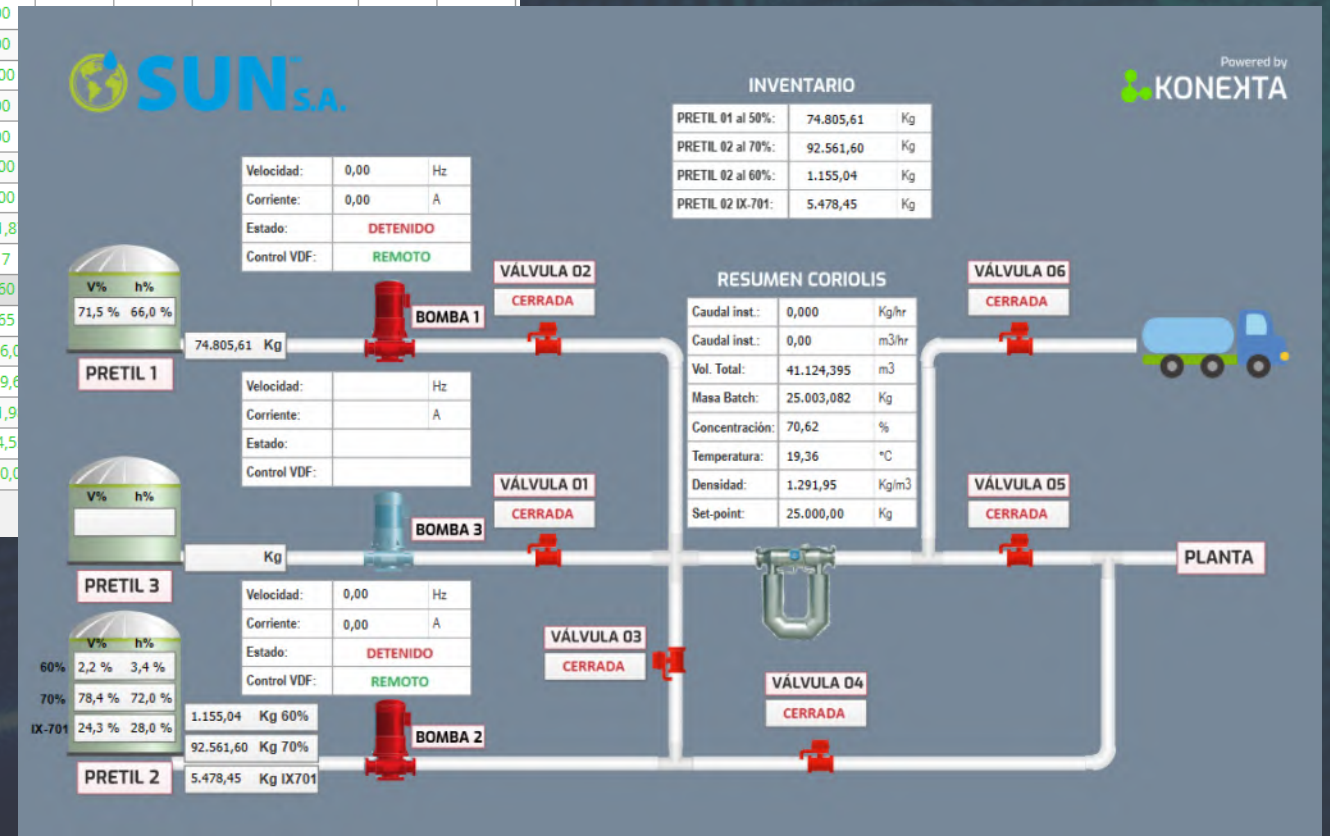 SUN S.A.
Powered by
KONEKTA
INVENTARIO
PRETIL 01 al 50%: 74.805,61 Kg
PRETIL 02 al 70%: 92.561,60 Kg
PRETIL 02 al 60%: 1.155,04 Kg
PRETIL 02 IX-701: 5.478,45 Kg
Velocidad: 0,00 Hz
Corriente: 0,00 A
Estado: DETENIDO
Control VDF: REMOTO
V% h%
71,5 % 66,0 %
PRETIL 1
74.805,61 Kg
BOMBA 1
VÁLVULA 02
CERRADA
RESUMEN CORIOLIS
Caudal inst.: 0,000 Kg/hr
Caudal inst.: 0,00 m3/hr
Vol. Total: 41.124,395 m3
Masa Batch: 25.003,082 Kg
Concentración: 70,62 %
Temperatura: 19,36 °C
Densidad: 1.291,95 Kg/m3
Set-point: 25.000,00 Kg
VÁLVULA 06
CERRADA
Velocidad: Hz
Corriente: A
Estado:
Control VDF:
V% h%
PRETIL 3
Kg
BOMBA 3
VÁLVULA 01
CERRADA
VÁLVULA 05
CERRADA
PLANTA
Velocidad: 0,00 Hz
Corriente: 0,00 A
Estado: DETENIDO
Control VDF: REMOTO
V% h%
60% 2,2 % 3,4 %
70% 78,4 % 72,0 %
IX-701 24,3 % 28,0 %
PRETIL 2
1.155,04 Kg 60%
92.561,60 Kg 70%
5.478,45 Kg IX701
BOMBA 2
VÁLVULA 03
CERRADA
VÁLVULA 04
CERRADA